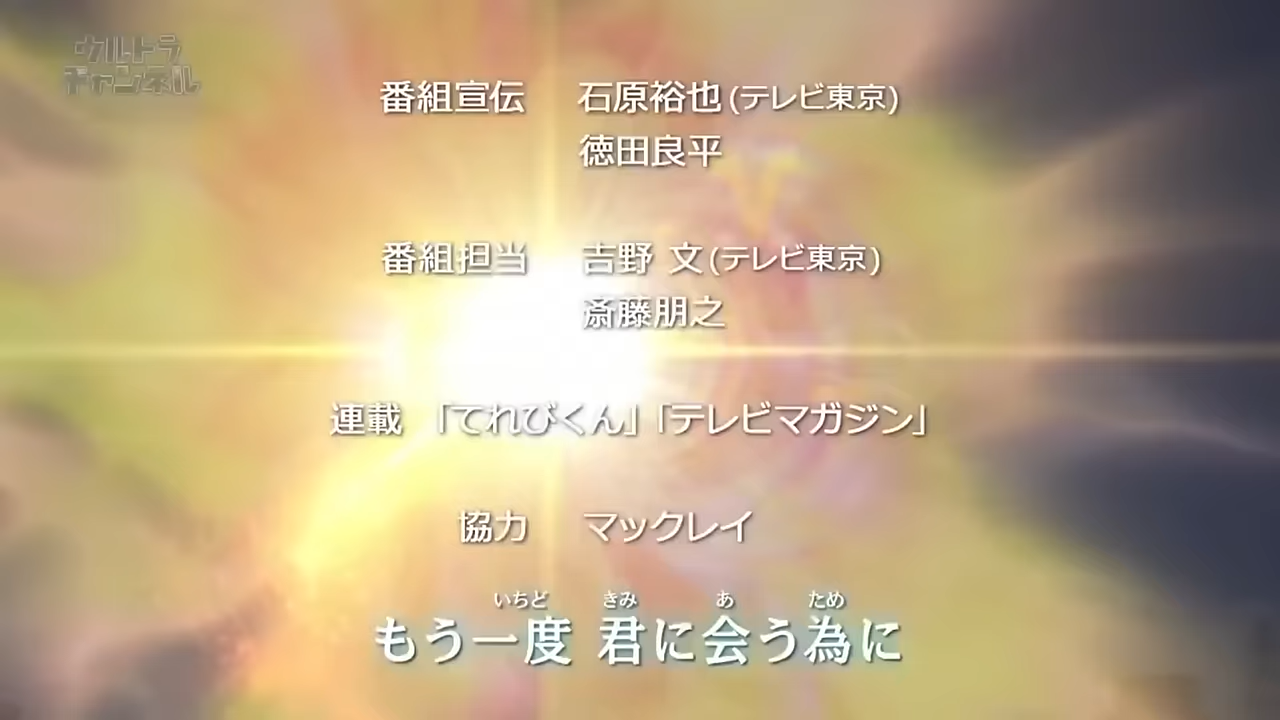 ウルトラ
チャンネル
番組宣伝 石原裕也(テレビ東京)
徳田良平
番組担当 吉野 文(テレビ東京)
斎藤朋之
連載 「てれびくん」「テレビマガジン」
協力 マックレイ
いちど きみ あ ため
もう一度 君に会う為に